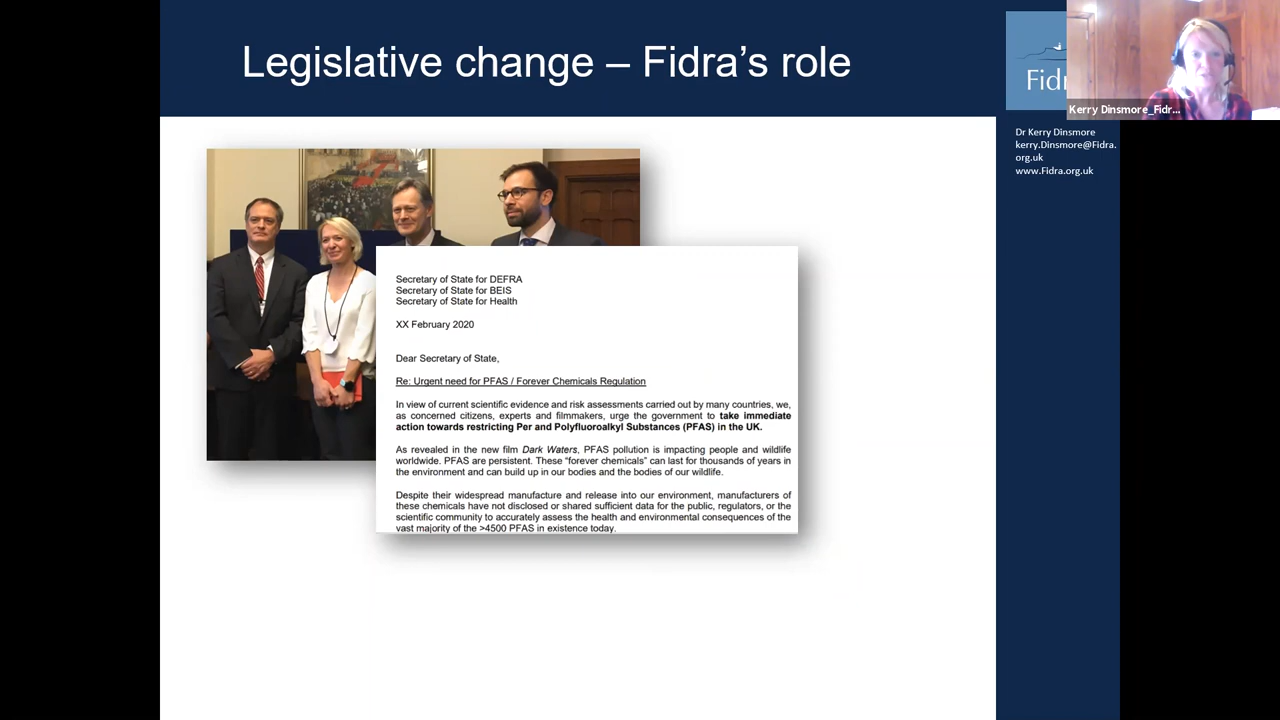 Legislative change – Fidra's role
Fid
Kerry Dinsmore_Fidr...
Dr Kerry Dinsmore
kerry.Dinsmore@Fidra.
org.uk
www.Fidra.org.uk
Secretary of State for DEFRA
Secretary of State for BEIS
Secretary of State for Health
XX February 2020
Dear Secretary of State,
Re: Urgent need for PFAS / Forever Chemicals Regulation
In view of current scientific evidence and risk assessments carried out by many countries, we,
as concerned citizens, experts and filmmakers, urge the government to take immediate
action towards restricting Per and Polyfluoroalkyl Substances (PFAS) in the UK.
As revealed in the new film Dark Waters, PFAS pollution is impacting people and wildlife
worldwide. PFAS are persistent. These "forever chemicals" can last for thousands of years in
the environment and can build up in our bodies and the bodies of our wildlife.
Despite their widespread manufacture and release into our environment, manufacturers of
these chemicals have not disclosed or shared sufficient data for the public, regulators, or the
scientific community to accurately assess the health and environmental consequences of the
vast majority of the >4500 PFAS in existence today.